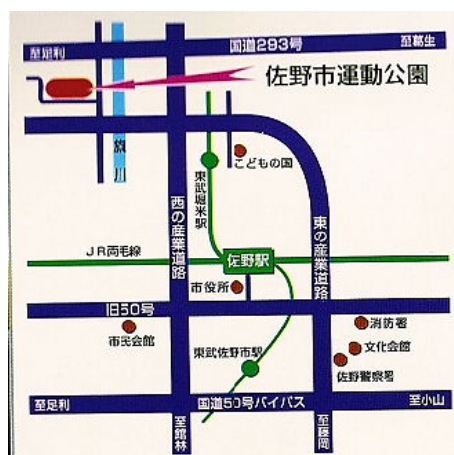 至足利
国道293号
至葛生
佐野市運動公園
旗川
こどもの国
東武堀米駅
西の産業道路
東の産業道路
JR両毛線
佐野駅
市役所
旧50号
市民会館
消防署
文化会館
佐野警察署
東武佐野市駅
至足利
国道50号バイパス
至小山
至館林
至藤岡